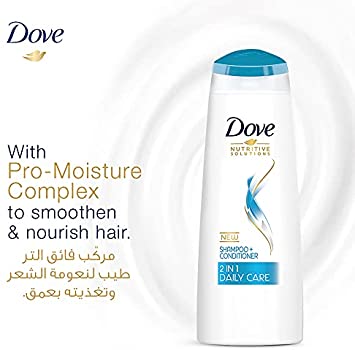 Dove
With
Pro-Moisture
Complex
to smoothen
& nourish hair.
مركّب فائق التر
طيب لنعومة الشعر
وتغذيته بعمق.
Dove
NUTRITIVE
SOLUTIONS
NEW
SHAMPOO+
CONDITIONER
2 IN 1
DAILY CARE